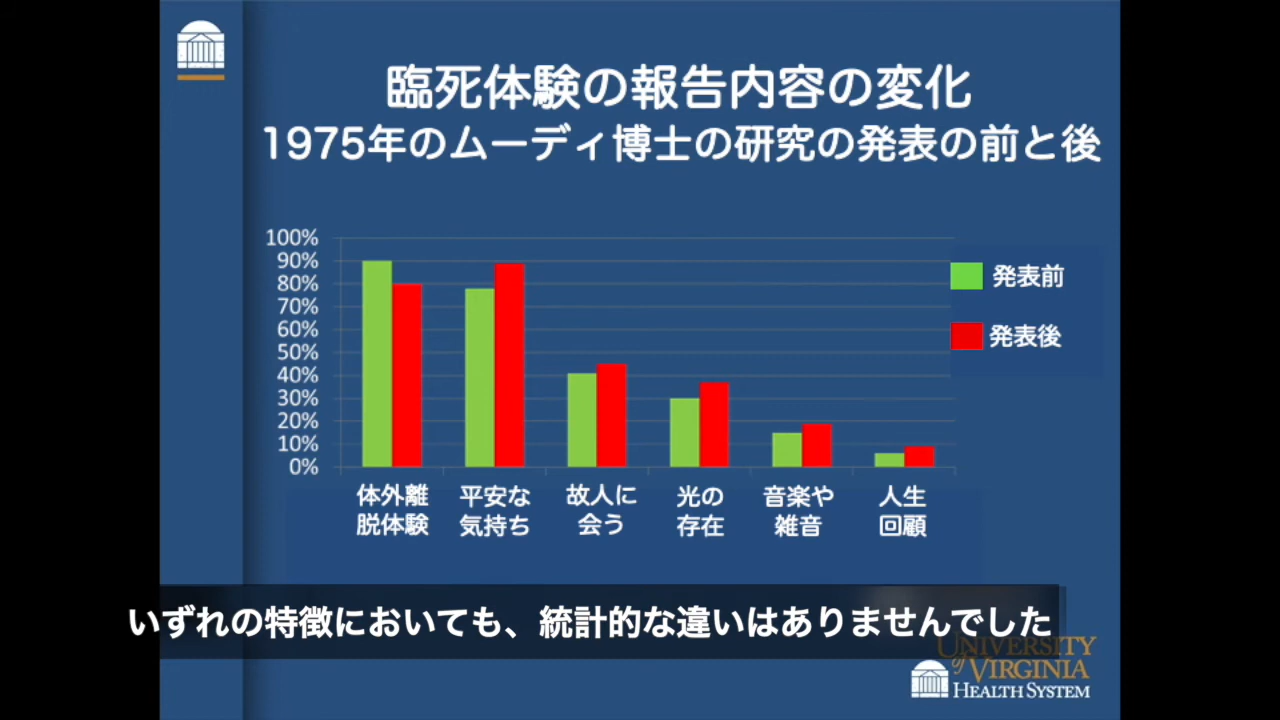 臨死体験の報告内容の変化
1975年のムーディ博士の研究の発表の前と後
100%
90%
80%
70%
60%
50%
40%
30%
20%
10%
0%
発表前
発表後
体外離
脱体験
平安な
気持ち
故人に
会う
光の
存在
音楽や
雑音
人生
回顧
いずれの特徴においても、統計的な違いはありませんでした
UNIVERSITY
of VIRGINIA
HEALTH SYSTEM